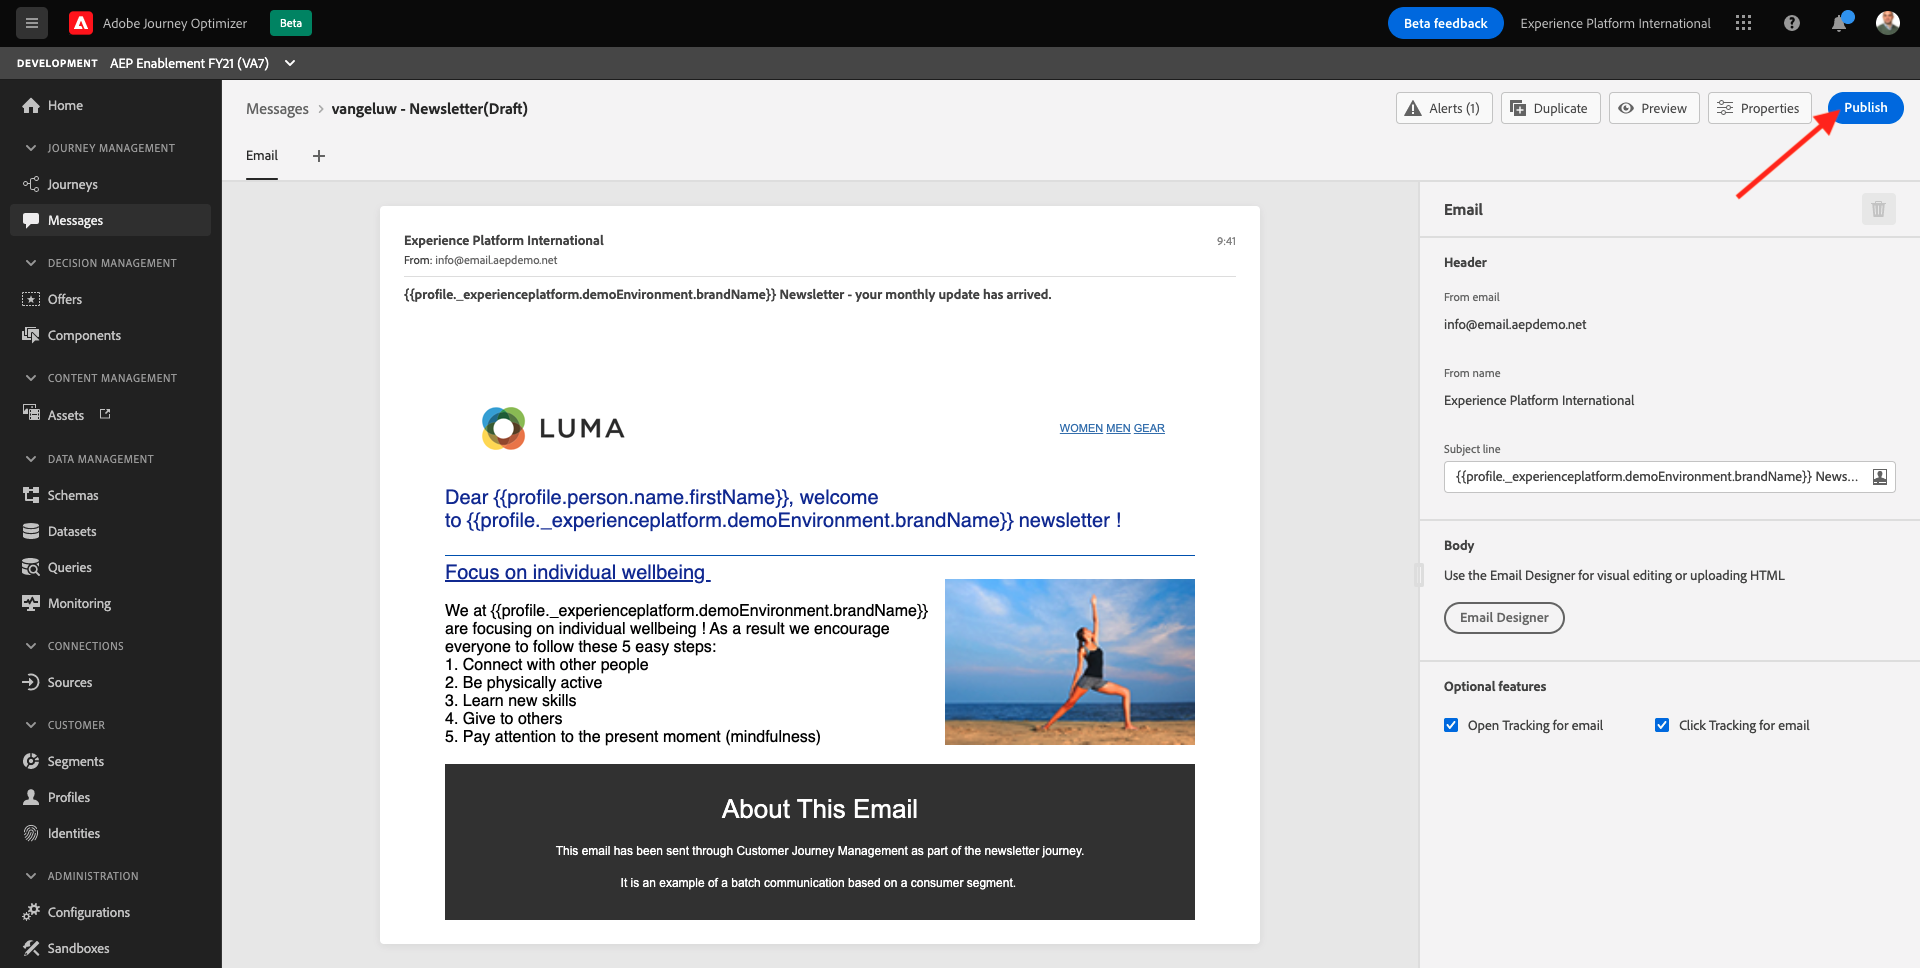 Adobe Journey Optimizer
Beta
Beta feedback
Experience Platform International
DEVELOPMENT AEP Enablement FY21 (VA7)
Home
JOURNEY MANAGEMENT
Journeys
Messages
DECISION MANAGEMENT
Offers
Components
CONTENT MANAGEMENT
Assets
DATA MANAGEMENT
Schemas
Datasets
Queries
Monitoring
CONNECTIONS
Sources
CUSTOMER
Segments
Profiles
Identities
ADMINISTRATION
Configurations
Sandboxes
Messages > vangeluw - Newsletter(Draft)
Alerts (1)
Duplicate
Preview
Properties
Publish
Email +
Experience Platform International
9:41
From: info@email.aepdemo.net
{{profile._experienceplatform.demoEnvironment.brandName}} Newsletter - your monthly update has arrived.
LUMA
WOMEN MEN GEAR
Dear {{profile.person.name.firstName}}, welcome
to {{profile._experienceplatform.demoEnvironment.brandName}} newsletter !
Focus on individual wellbeing
We at {{profile._experienceplatform.demoEnvironment.brandName}}
are focusing on individual wellbeing ! As a result we encourage
everyone to follow these 5 easy steps:
1. Connect with other people
2. Be physically active
3. Learn new skills
4. Give to others
5. Pay attention to the present moment (mindfulness)
About This Email
This email has been sent through Customer Journey Management as part of the newsletter journey.
It is an example of a batch communication based on a consumer segment.
Email
Header
From email
info@email.aepdemo.net
From name
Experience Platform International
Subject line
{{profile._experienceplatform.demoEnvironment.brandName}} News...
Body
Use the Email Designer for visual editing or uploading HTML
Email Designer
Optional features
Open Tracking for email
Click Tracking for email